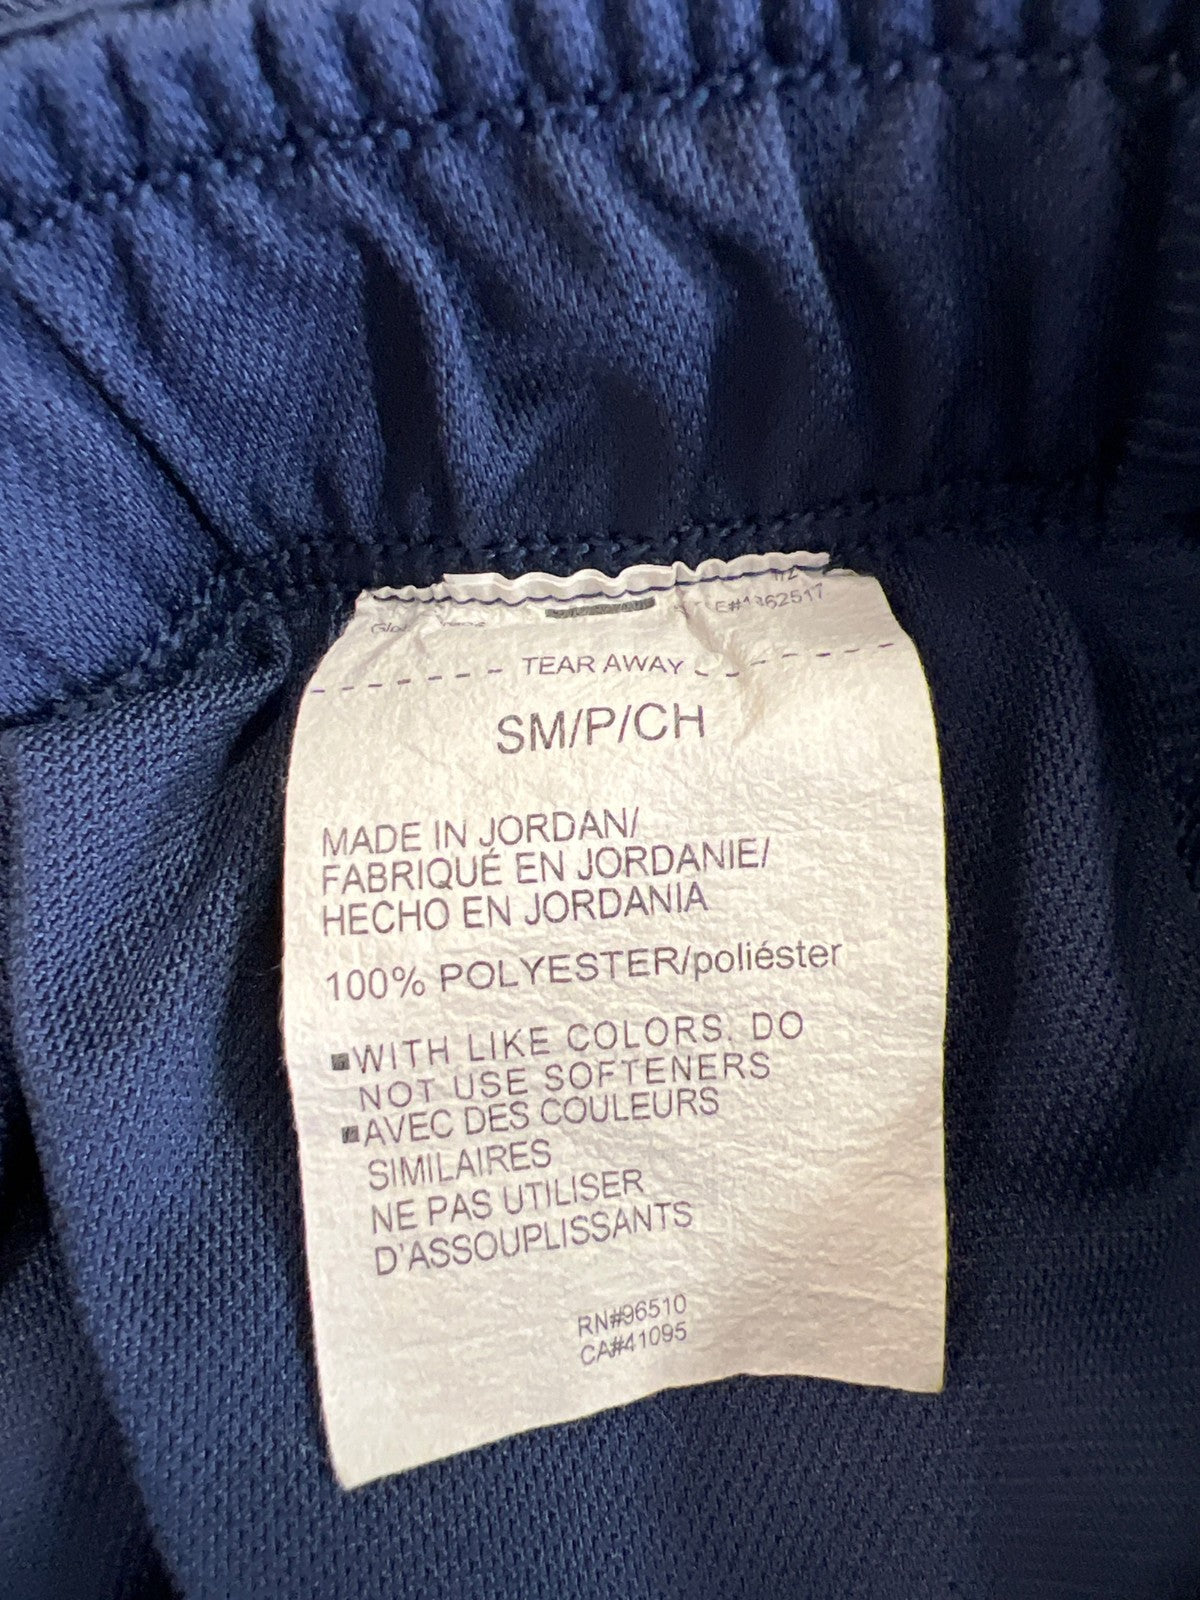 TEAR AWAY
SM/P/CH
MADE IN JORDAN/
FABRIQUÉ EN JORDANIE/
HECHO EN JORDANIA
100% POLYESTER/poliéster
■WITH LIKE COLORS. DO
NOT USE SOFTENERS
■AVEC DES COULEURS
SIMILAIRES
NE PAS UTILISER
D'ASSOUPLISSANTS
RN#96510
CA#41095